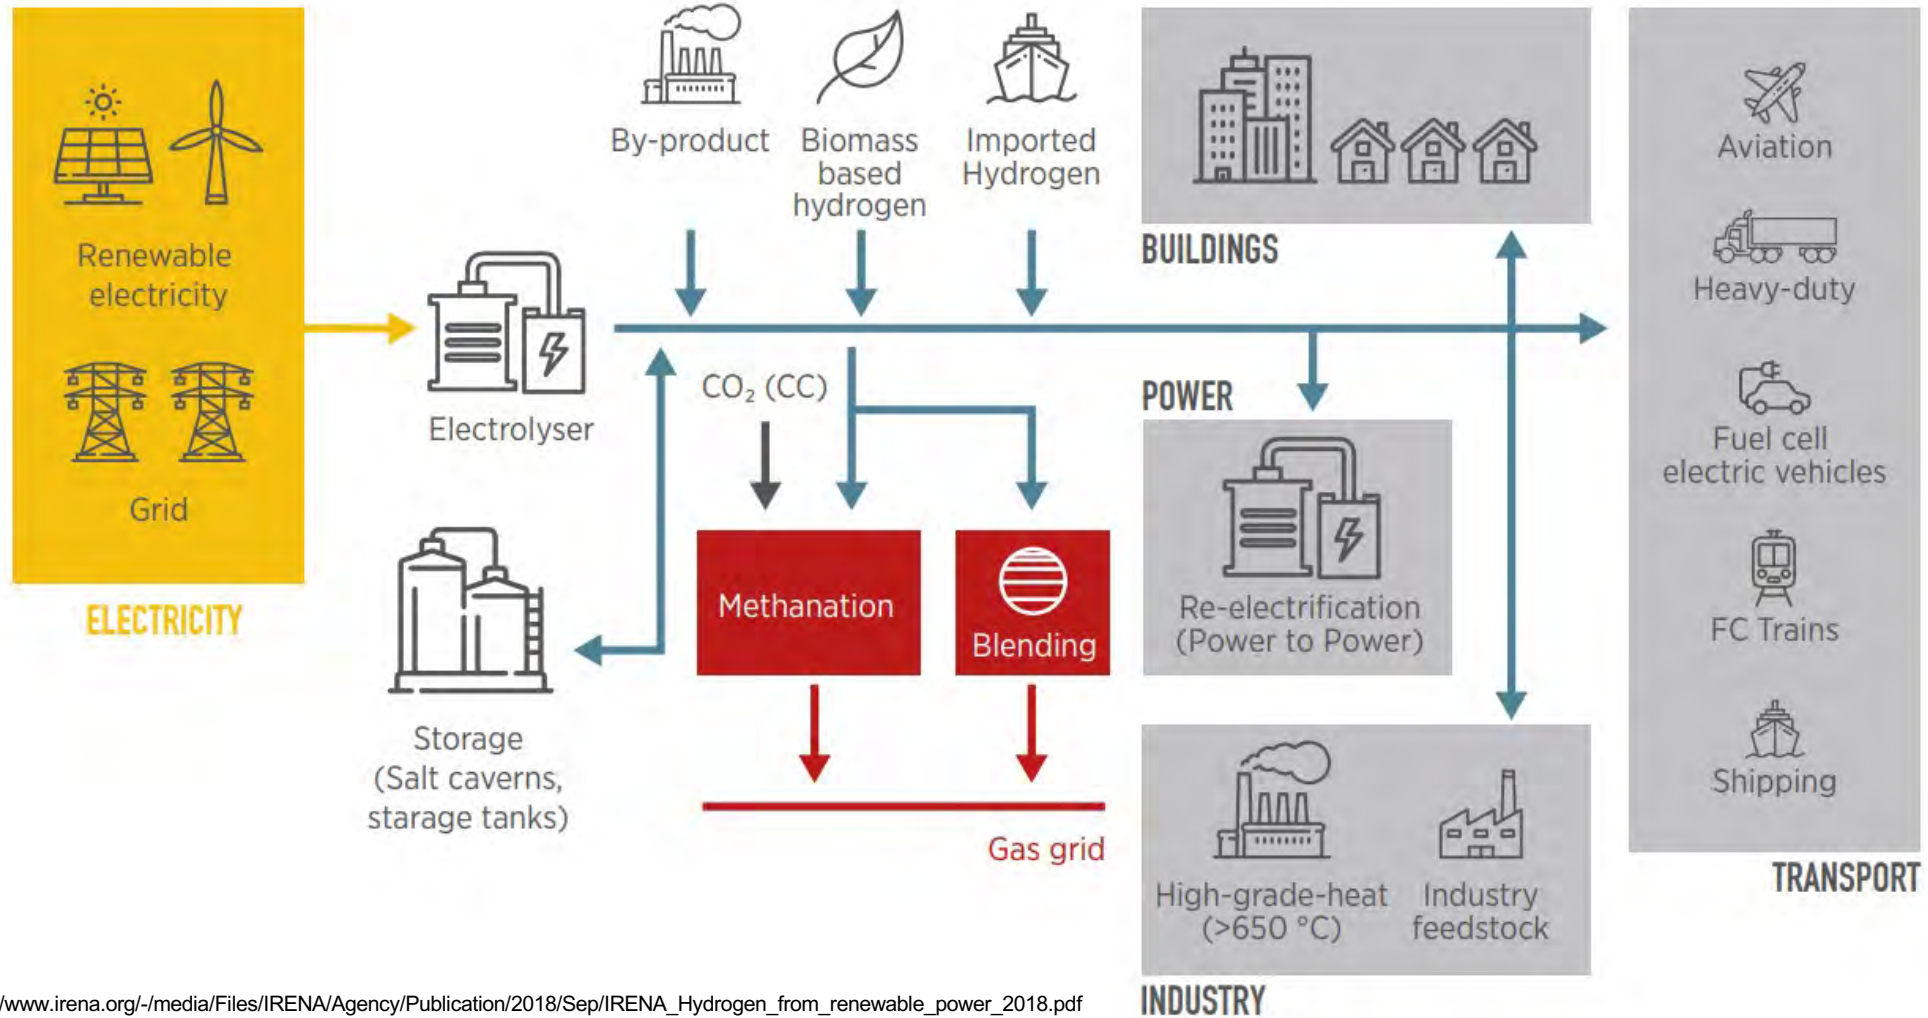 Renewable
electricity
Grid
ELECTRICITY
Electrolyser
Storage
(Salt caverns,
starage tanks)
By-product
Biomass
based
hydrogen
Imported
Hydrogen
CO₂ (CC)
Methanation
Blending
Gas grid
BUILDINGS
POWER
Re-electrification
(Power to Power)
High-grade-heat
(>650 °C)
Industry
feedstock
INDUSTRY
Aviation
Heavy-duty
Fuel cell
electric vehicles
FC Trains
Shipping
TRANSPORT
/www.irena.org/-/media/Files/IRENA/Agency/Publication/2018/Sep/IRENA_Hydrogen_from_renewable_power_2018.pdf